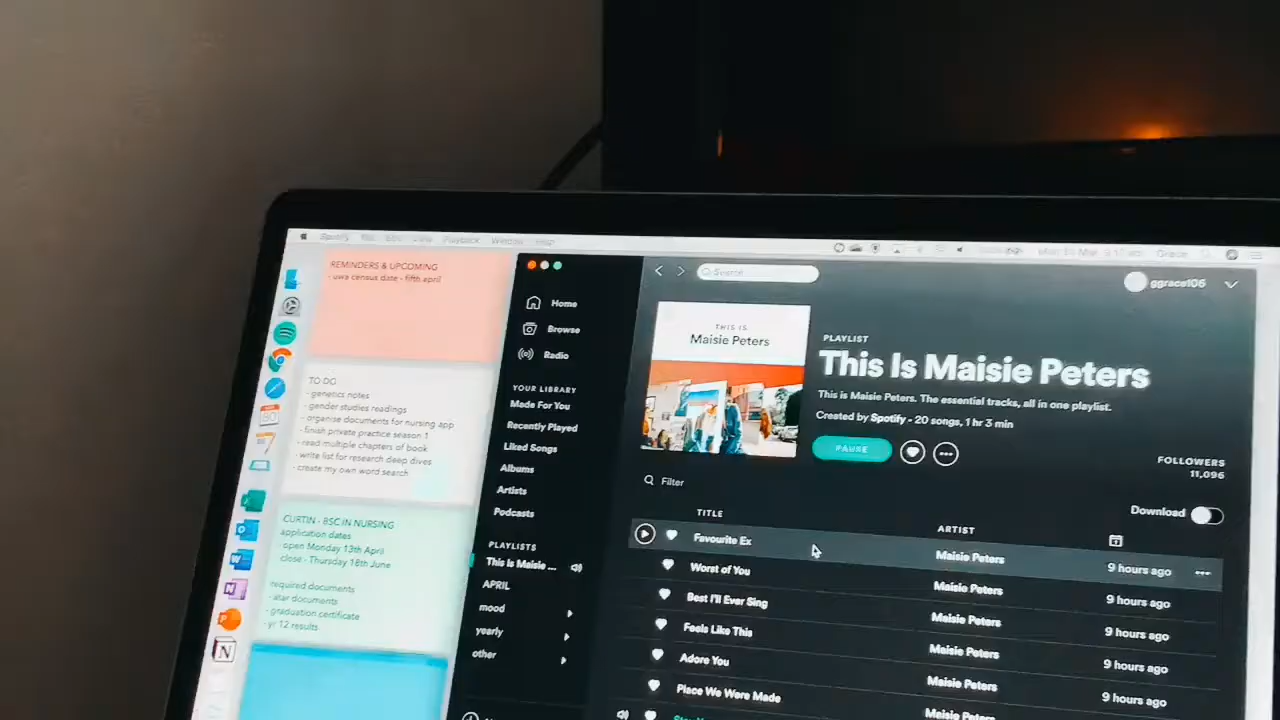 Spotify
Playback
Window
Help
Grace
REMINDERS & UPCOMING
- uwa census date - fifth april
TO DO
- genetics notes
- gender studies readings
- organise documents for nursing app
- finish private practice season 1
- read multiple chapters of book
- write list for research deep dives
- create my own word search
CURTIN - BSC IN NURSING
application dates
- open Monday 13th April
close - Thursday 18th June
required documents
- atar documents
- graduation certificate
- yr 12 results
Home
Browse
Radio
YOUR LIBRARY
Made For You
Recently Played
Liked Songs
Albums
Artists
Podcasts
PLAYLISTS
This Is Maisie ...
APRIL
mood
yearly
other
Search
ggrace106
THIS IS
Maisie Peters
PLAYLIST
This Is Maisie Peters
This is Maisie Peters. The essential tracks, all in one playlist.
Created by Spotify - 20 songs, 1 hr 3 min
PAUSE
FOLLOWERS
11,096
Filter
Download
TITLE ARTIST
Favourite Ex Maisie Peters 9 hours ago
Worst of You Maisie Peters 9 hours ago
Best I'll Ever Sing Maisie Peters 9 hours ago
Feels Like This Maisie Peters 9 hours ago
Adore You Maisie Peters 9 hours ago
Place We Were Made Maisie Peters